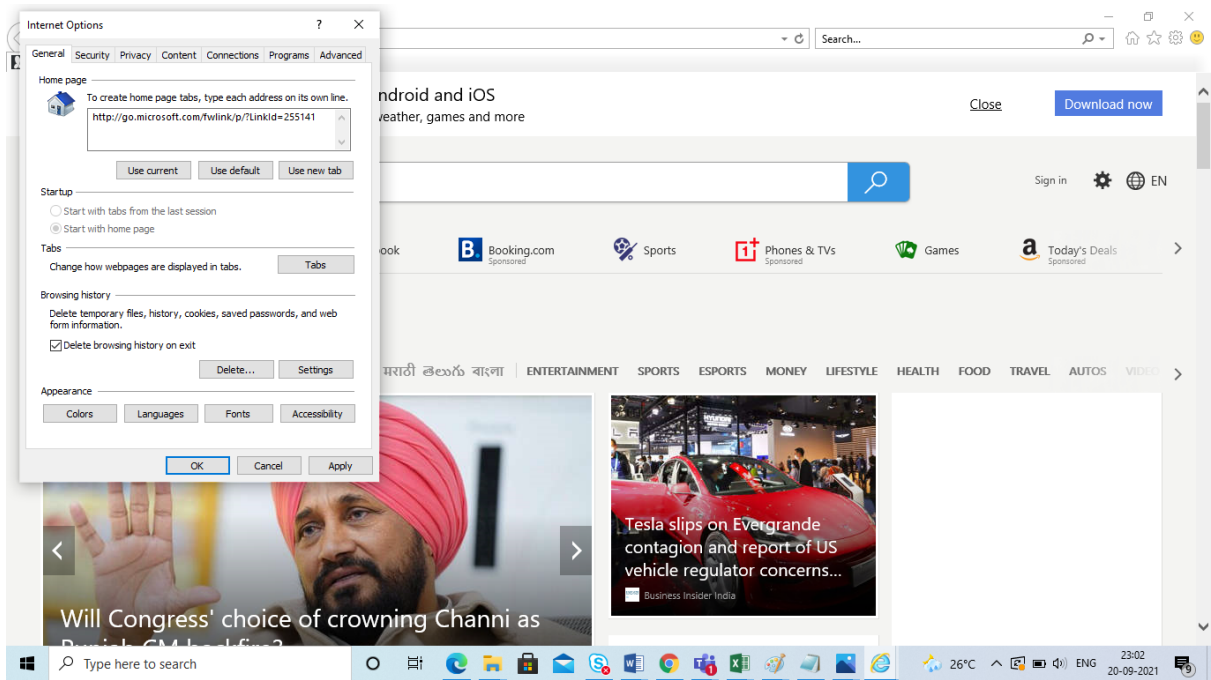 Internet Options
?
General Security Privacy Content Connections Programs Advanced
Home page
To create home page tabs, type each address on its own line.
http://go.microsoft.com/fwlink/p/?LinkId=255141
Use current Use default Use new tab
Startup
Start with tabs from the last session
Start with home page
Tabs
Change how webpages are displayed in tabs.
Tabs
Browsing history
Delete temporary files, history, cookies, saved passwords, and web
form information.
Delete browsing history on exit
Delete... Settings
Appearance
Colors Languages Fonts Accessibility
OK Cancel Apply
Search...
ndroid and iOS
weather, games and more
Close
Download now
Sign in
EN
ook
B.
Booking.com
Sponsored
Sports
1+
Phones & TVs
Sponsored
Games
a
Today's Deals
Sponsored
मराठी తెలుగు বাংলা ENTERTAINMENT SPORTS ESPORTS MONEY LIFESTYLE HEALTH FOOD TRAVEL AUTOS VIDEO
Will Congress' choice of crowning Channi as
Punjab CM backfire?
HYUNDAI
Tesla slips on Evergrande
contagion and report of US
vehicle regulator concerns...
Business Insider India
Type here to search
26°C
ENG
23:02
20-09-2021
9